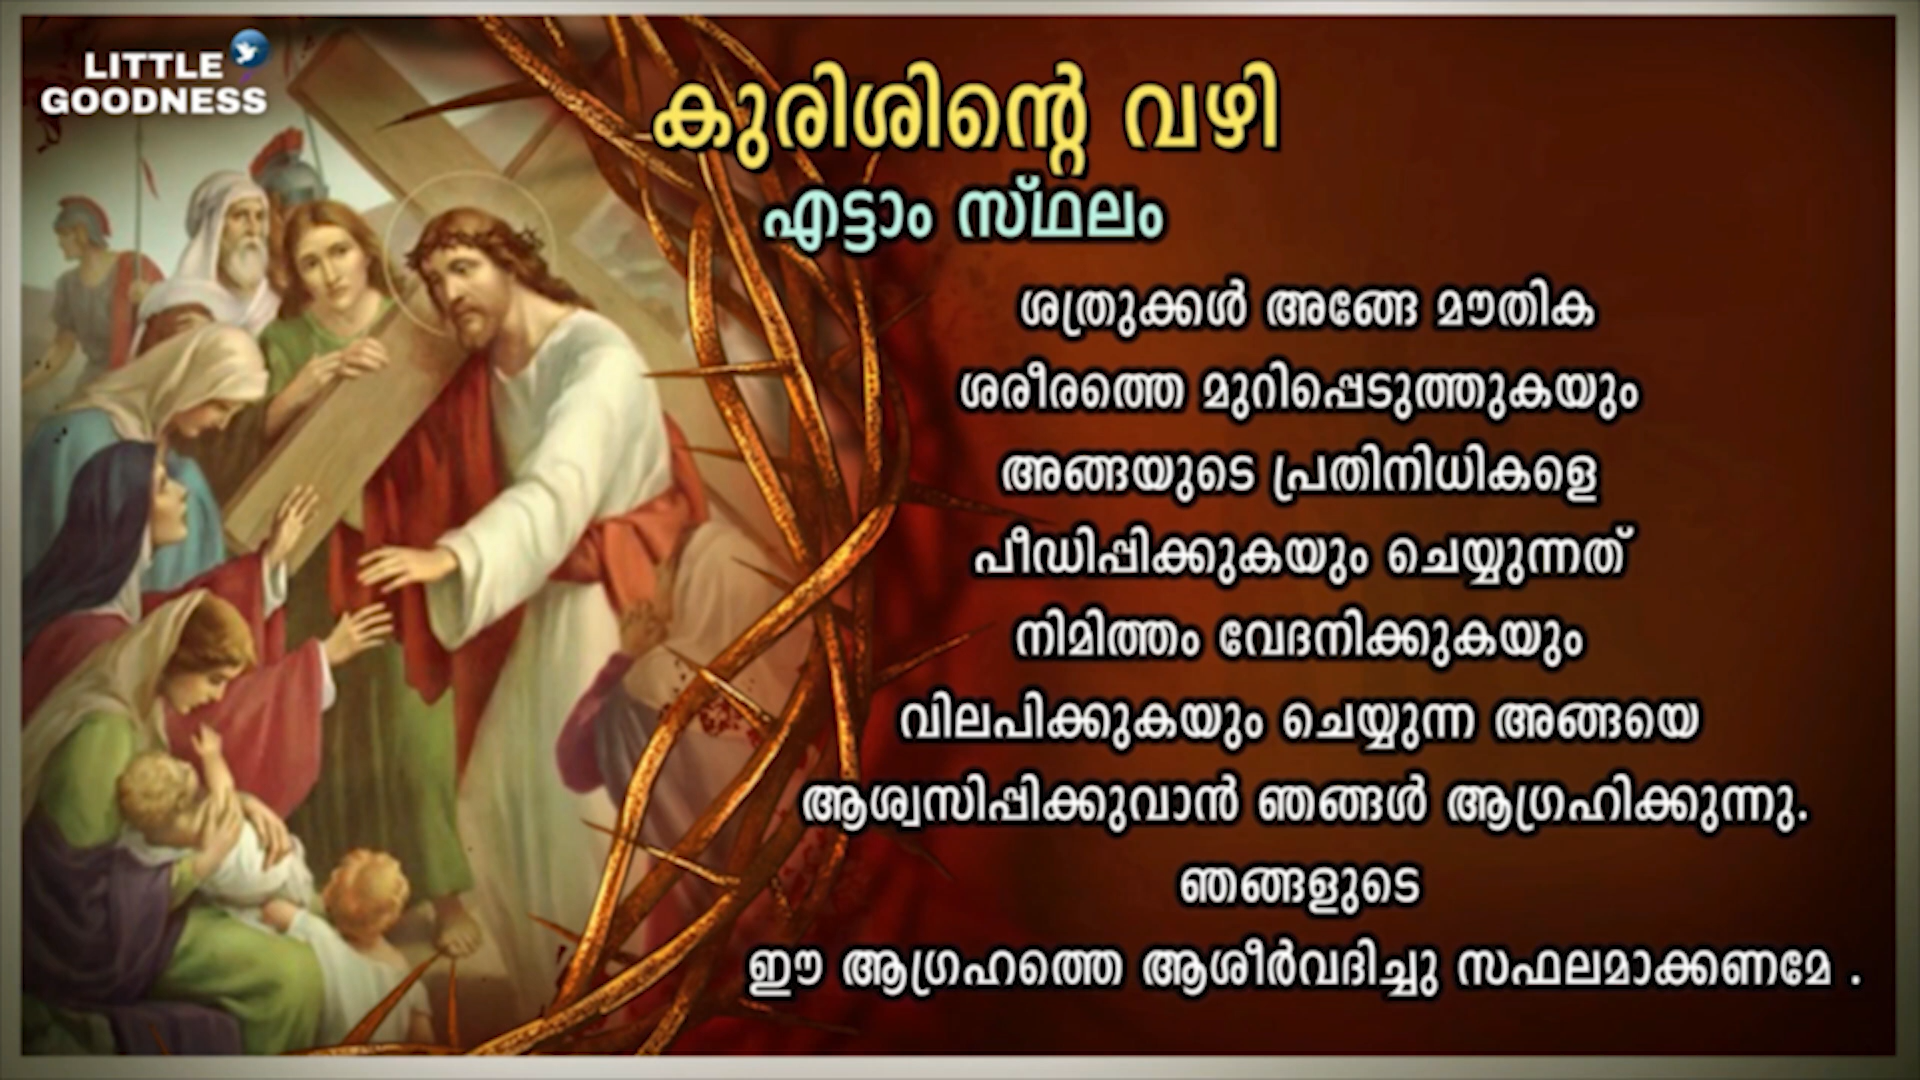 LITTLE
GOODNESS
കുരിശിന്റെ വഴി
എട്ടാം സ്ഥലം
ശത്രുക്കൾ അങ്ങേ മൗതിക
ശരീരത്തെ മുറിപ്പെടുത്തുകയും
അങ്ങയുടെ പ്രതിനിധികളെ
പീഡിപ്പിക്കുകയും ചെയ്യുന്നത്
നിമിത്തം വേദനിക്കുകയും
വിലപിക്കുകയും ചെയ്യുന്ന അങ്ങയെ
ആശ്വസിപ്പിക്കുവാൻ ഞങ്ങൾ ആഗ്രഹിക്കുന്നു.
ഞങ്ങളുടെ
ഈ ആഗ്രഹത്തെ ആശീർവദിച്ചു സഫലമാക്കണമേ .